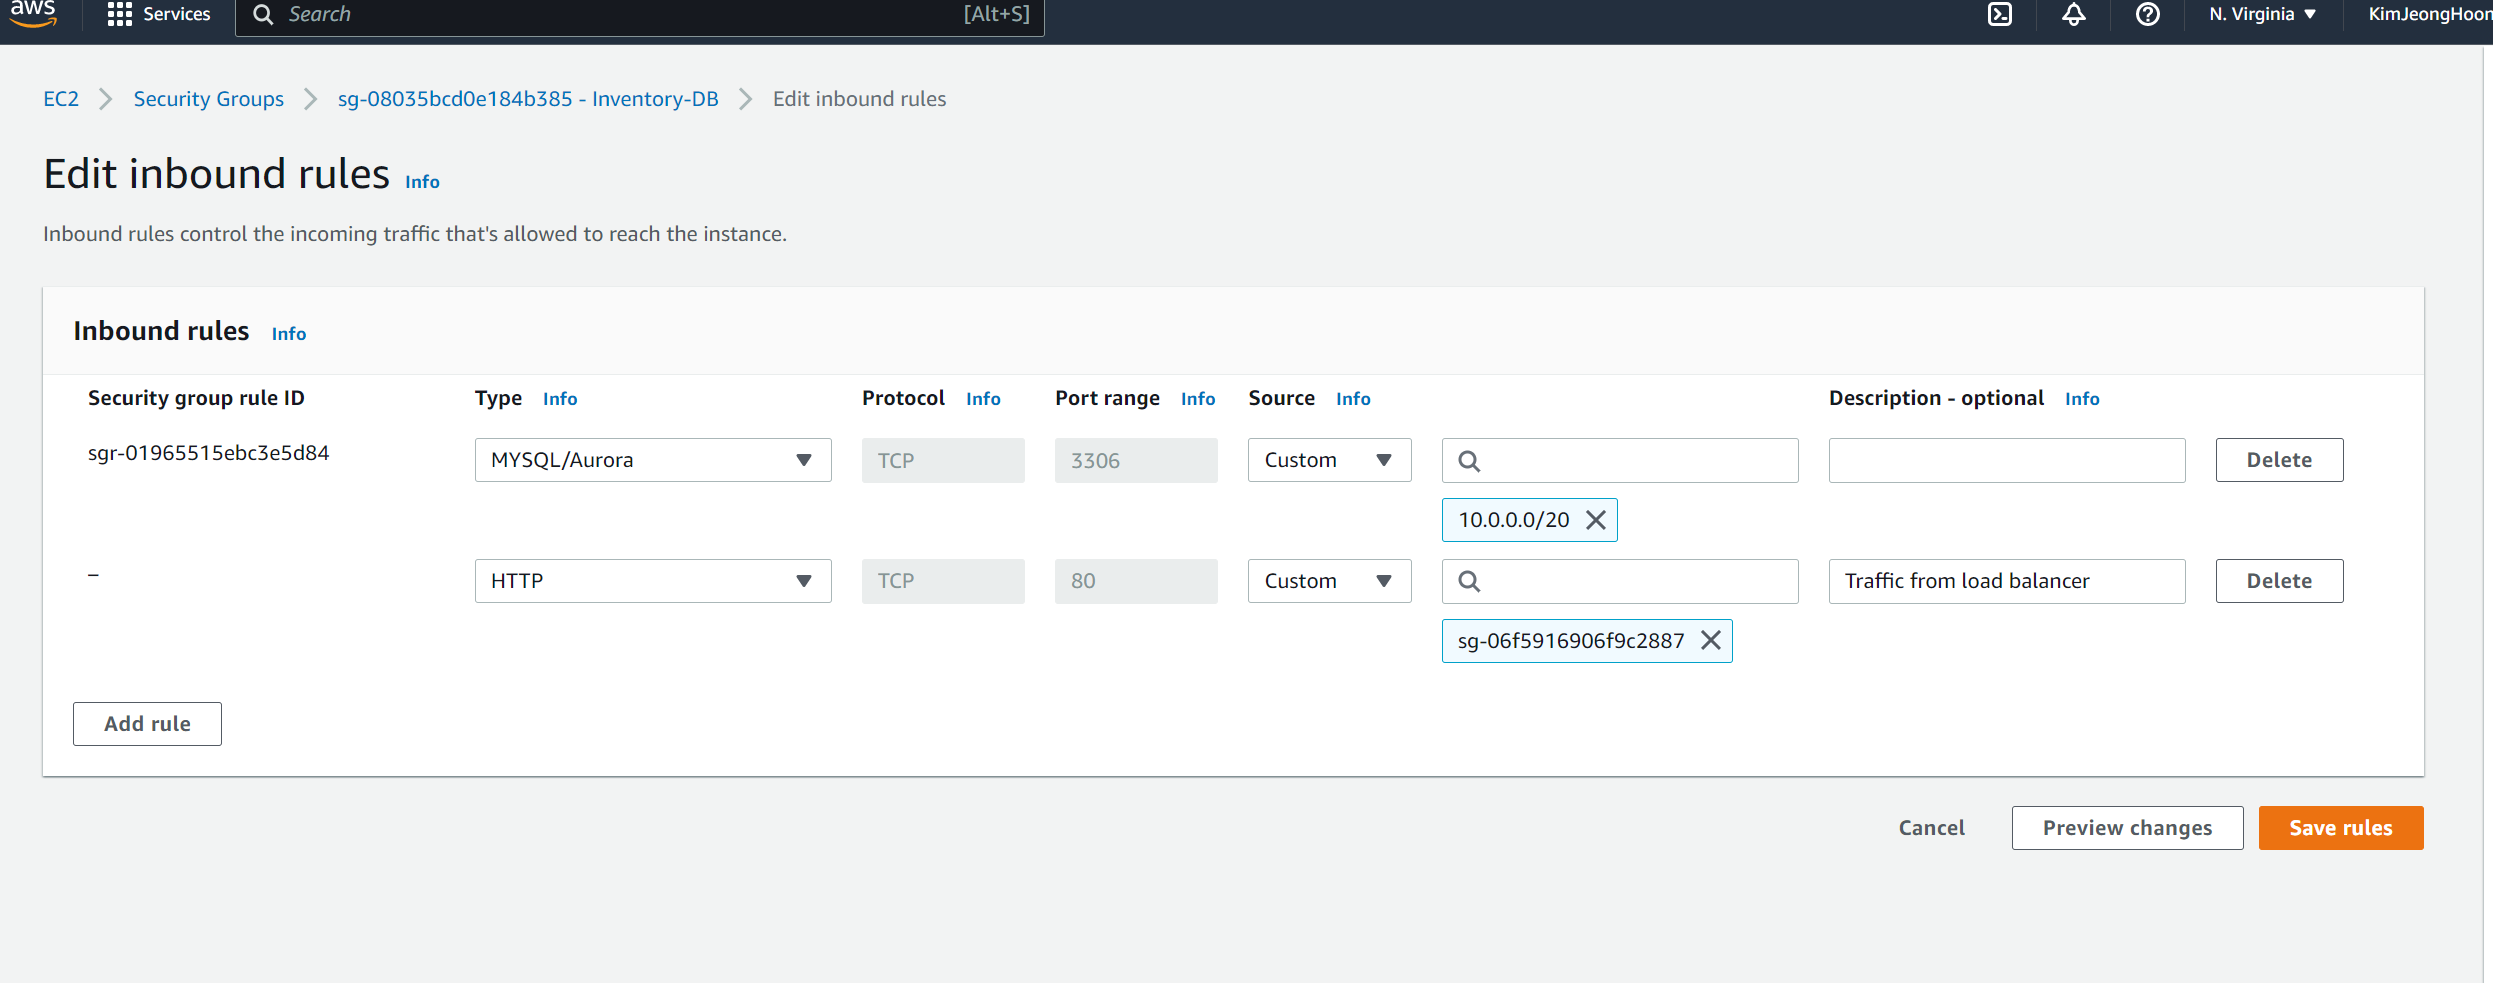 aws Services Search [Alt+S] N. Virginia KimJeongHoon
EC2 Security Groups sg-08035bcd0e184b385 - Inventory-DB Edit inbound rules
Edit inbound rules Info
Inbound rules control the incoming traffic that's allowed to reach the instance.
Inbound rules Info
Security group rule ID Type Info Protocol Info Port range Info Source Info Description - optional Info
sgr-01965515ebc3e5d84 MYSQL/Aurora TCP 3306 Custom Delete
10.0.0.0/20
– HTTP TCP 80 Custom Traffic from load balancer Delete
sg-06f5916906f9c2887
Add rule
Cancel Preview changes Save rules